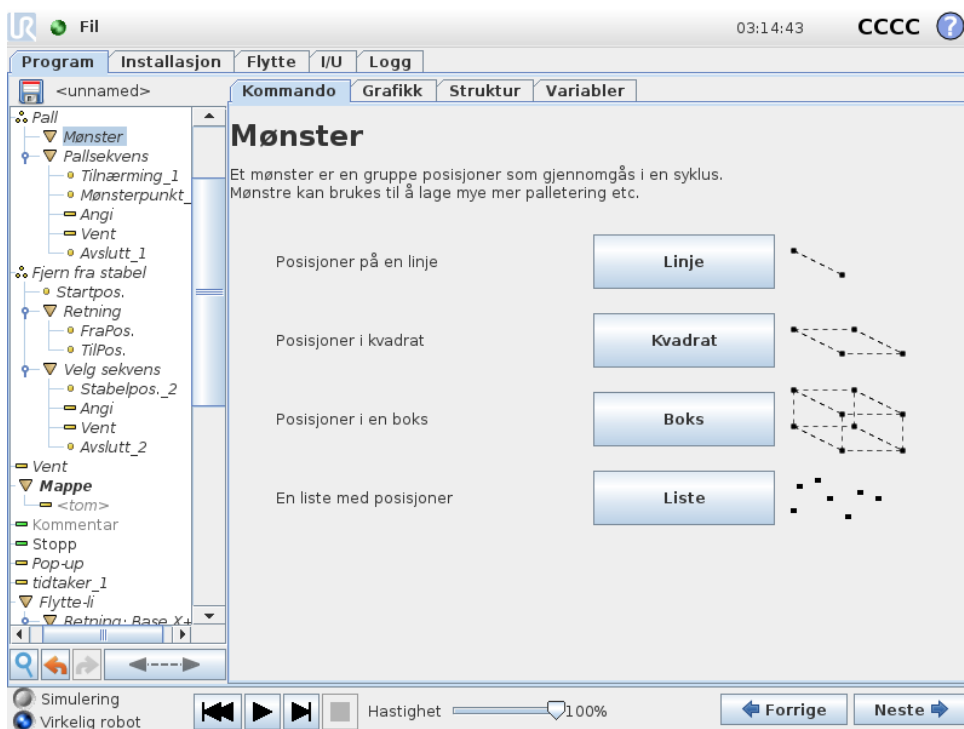 UR Fil 03:14:43 CCCC ?
Program Installasjon Flytte I/U Logg
<unnamed>
Kommando Grafikk Struktur Variabler
Pall
Mønster
Pallsekvens
Tilnærming_1
Mønsterpunkt_
Angi
Vent
Avslutt_1
Fjern fra stabel
Startpos.
Retning
FraPos.
TilPos.
Velg sekvens
Stabelpos._2
Angi
Vent
Avslutt_2
Vent
Mappe
<tom>
Kommentar
Stopp
Pop-up
tidtaker_1
Flytte-li
Retning: Base X+
Mønster
Et mønster er en gruppe posisjoner som gjennomgås i en syklus.
Mønstre kan brukes til å lage mye mer palletering etc.
Posisjoner på en linje Linje
Posisjoner i kvadrat Kvadrat
Posisjoner i en boks Boks
En liste med posisjoner Liste
Simulering
Virkelig robot
Hastighet 100%
Forrige Neste